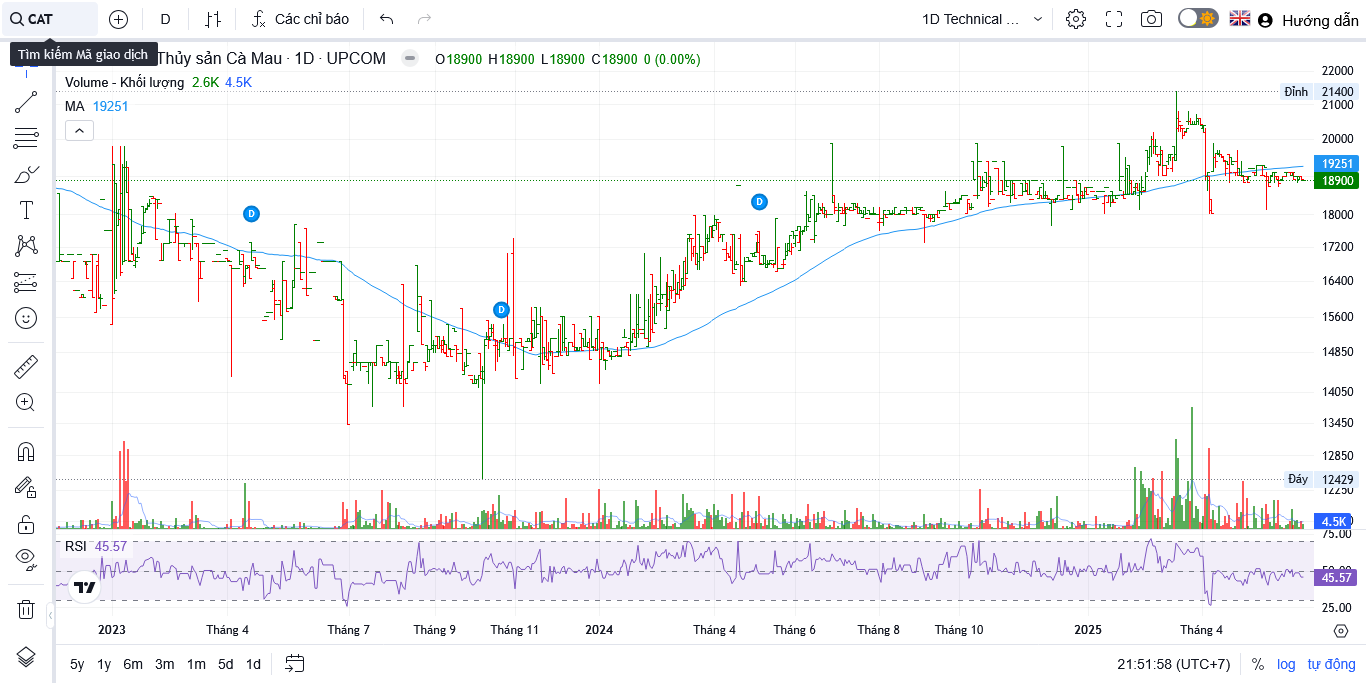 CAT
D
Các chỉ báo
1D Technical ...
Hướng dẫn
Tìm kiếm Mã giao dịch
Thủy sản Cà Mau · 1D · UPCOM
O18900 H18900 L18900 C18900 0 (0.00%)
Volume - Khối lượng 2.6K 4.5K
MA 19251
22000
Đỉnh 21400
21000
20000
19251
18900
18000
17200
16400
15600
14850
14050
13450
12850
Đáy 12429
12250
4.5K
D
D
D
RSI 45.57
75.00
50.00
45.57
25.00
2023 Tháng 4 Tháng 7 Tháng 9 Tháng 11 2024 Tháng 4 Tháng 6 Tháng 8 Tháng 10 2025 Tháng 4
5y 1y 6m 3m 1m 5d 1d
21:51:58 (UTC+7) % log tự động